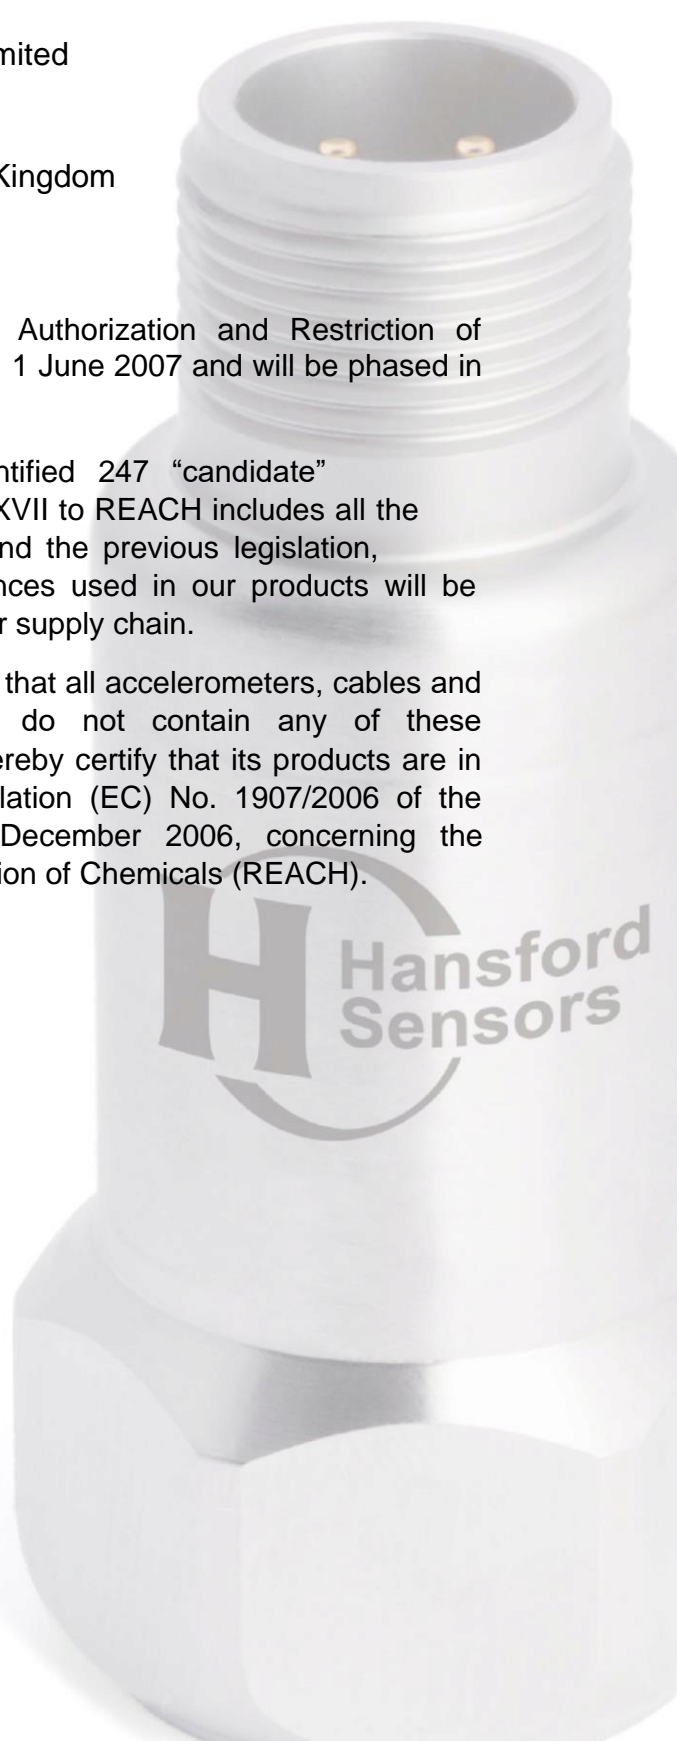 mited
Kingdom
Authorization and Restriction of
1 June 2007 and will be phased in
ntified 247 “candidate”
XVII to REACH includes all the
nd the previous legislation,
nces used in our products will be
r supply chain.
that all accelerometers, cables and
do not contain any of these
ereby certify that its products are in
lation (EC) No. 1907/2006 of the
December 2006, concerning the
ion of Chemicals (REACH).
Hansford
Sensors